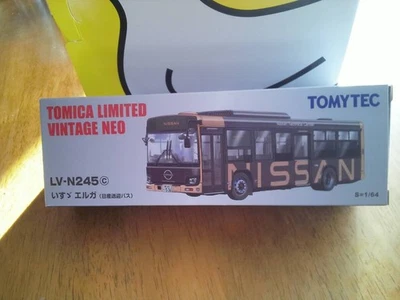 TOMICA LIMITED
VINTAGE NEO
TOMYTEC
NISSAN
LV-N245 ⓒ
いすゞ エルガ (日産送迎バス)
S=1/64